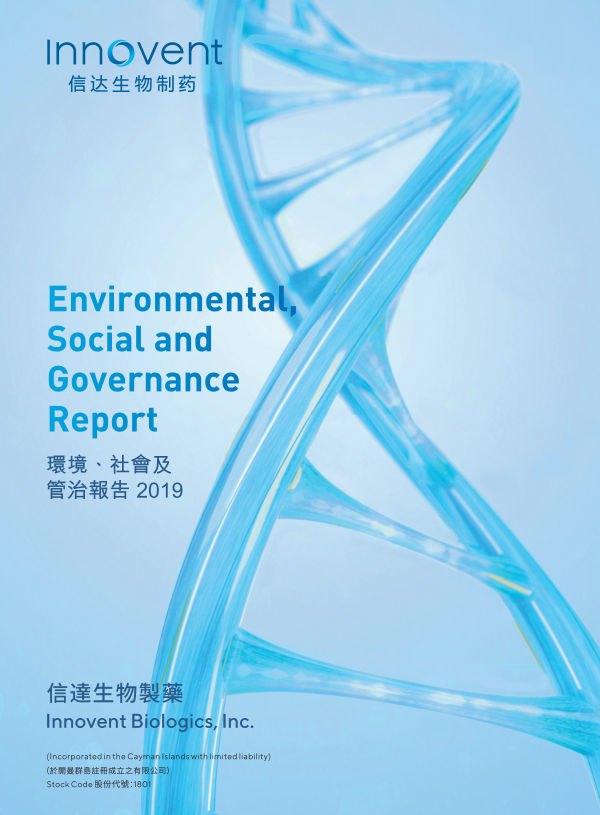 Innovent
信达生物制药
Environmental,
Social and
Governance
Report
環境、社會及
管治報告 2019
信達生物製藥
Innovent Biologics, Inc.
(Incorporated in the Cayman Islands with limited liability)
(於開曼群島註冊成立之有限公司)
Stock Code 股份代號：1801